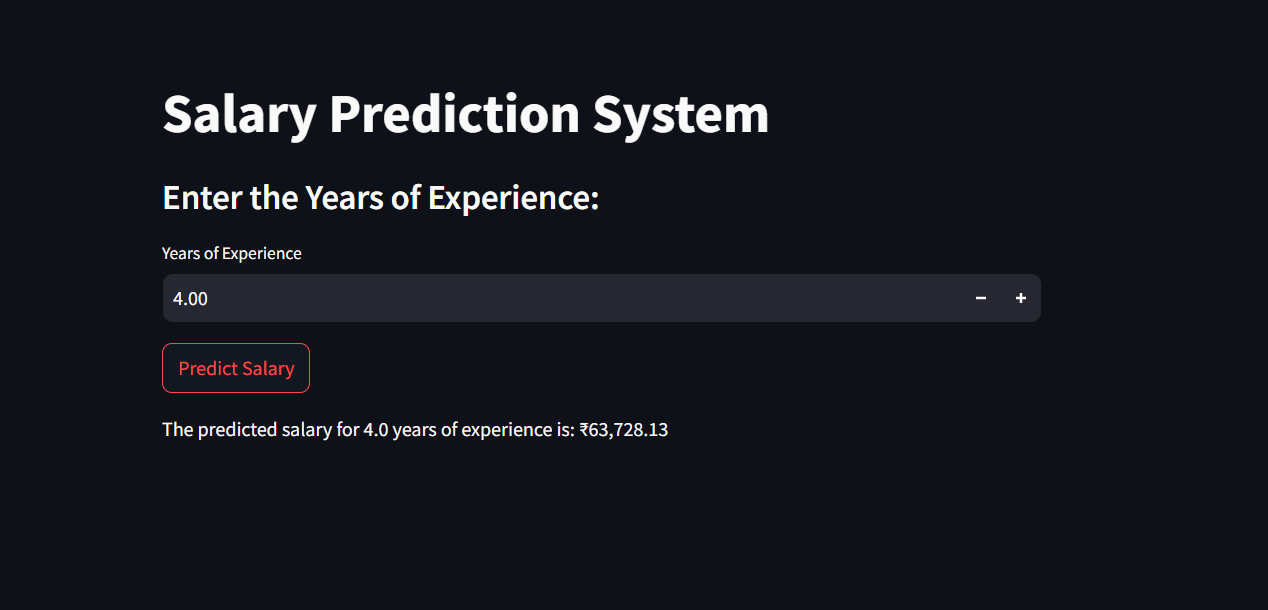 Salary Prediction System
Enter the Years of Experience:
Years of Experience
4.00
Predict Salary
The predicted salary for 4.0 years of experience is: ₹63,728.13